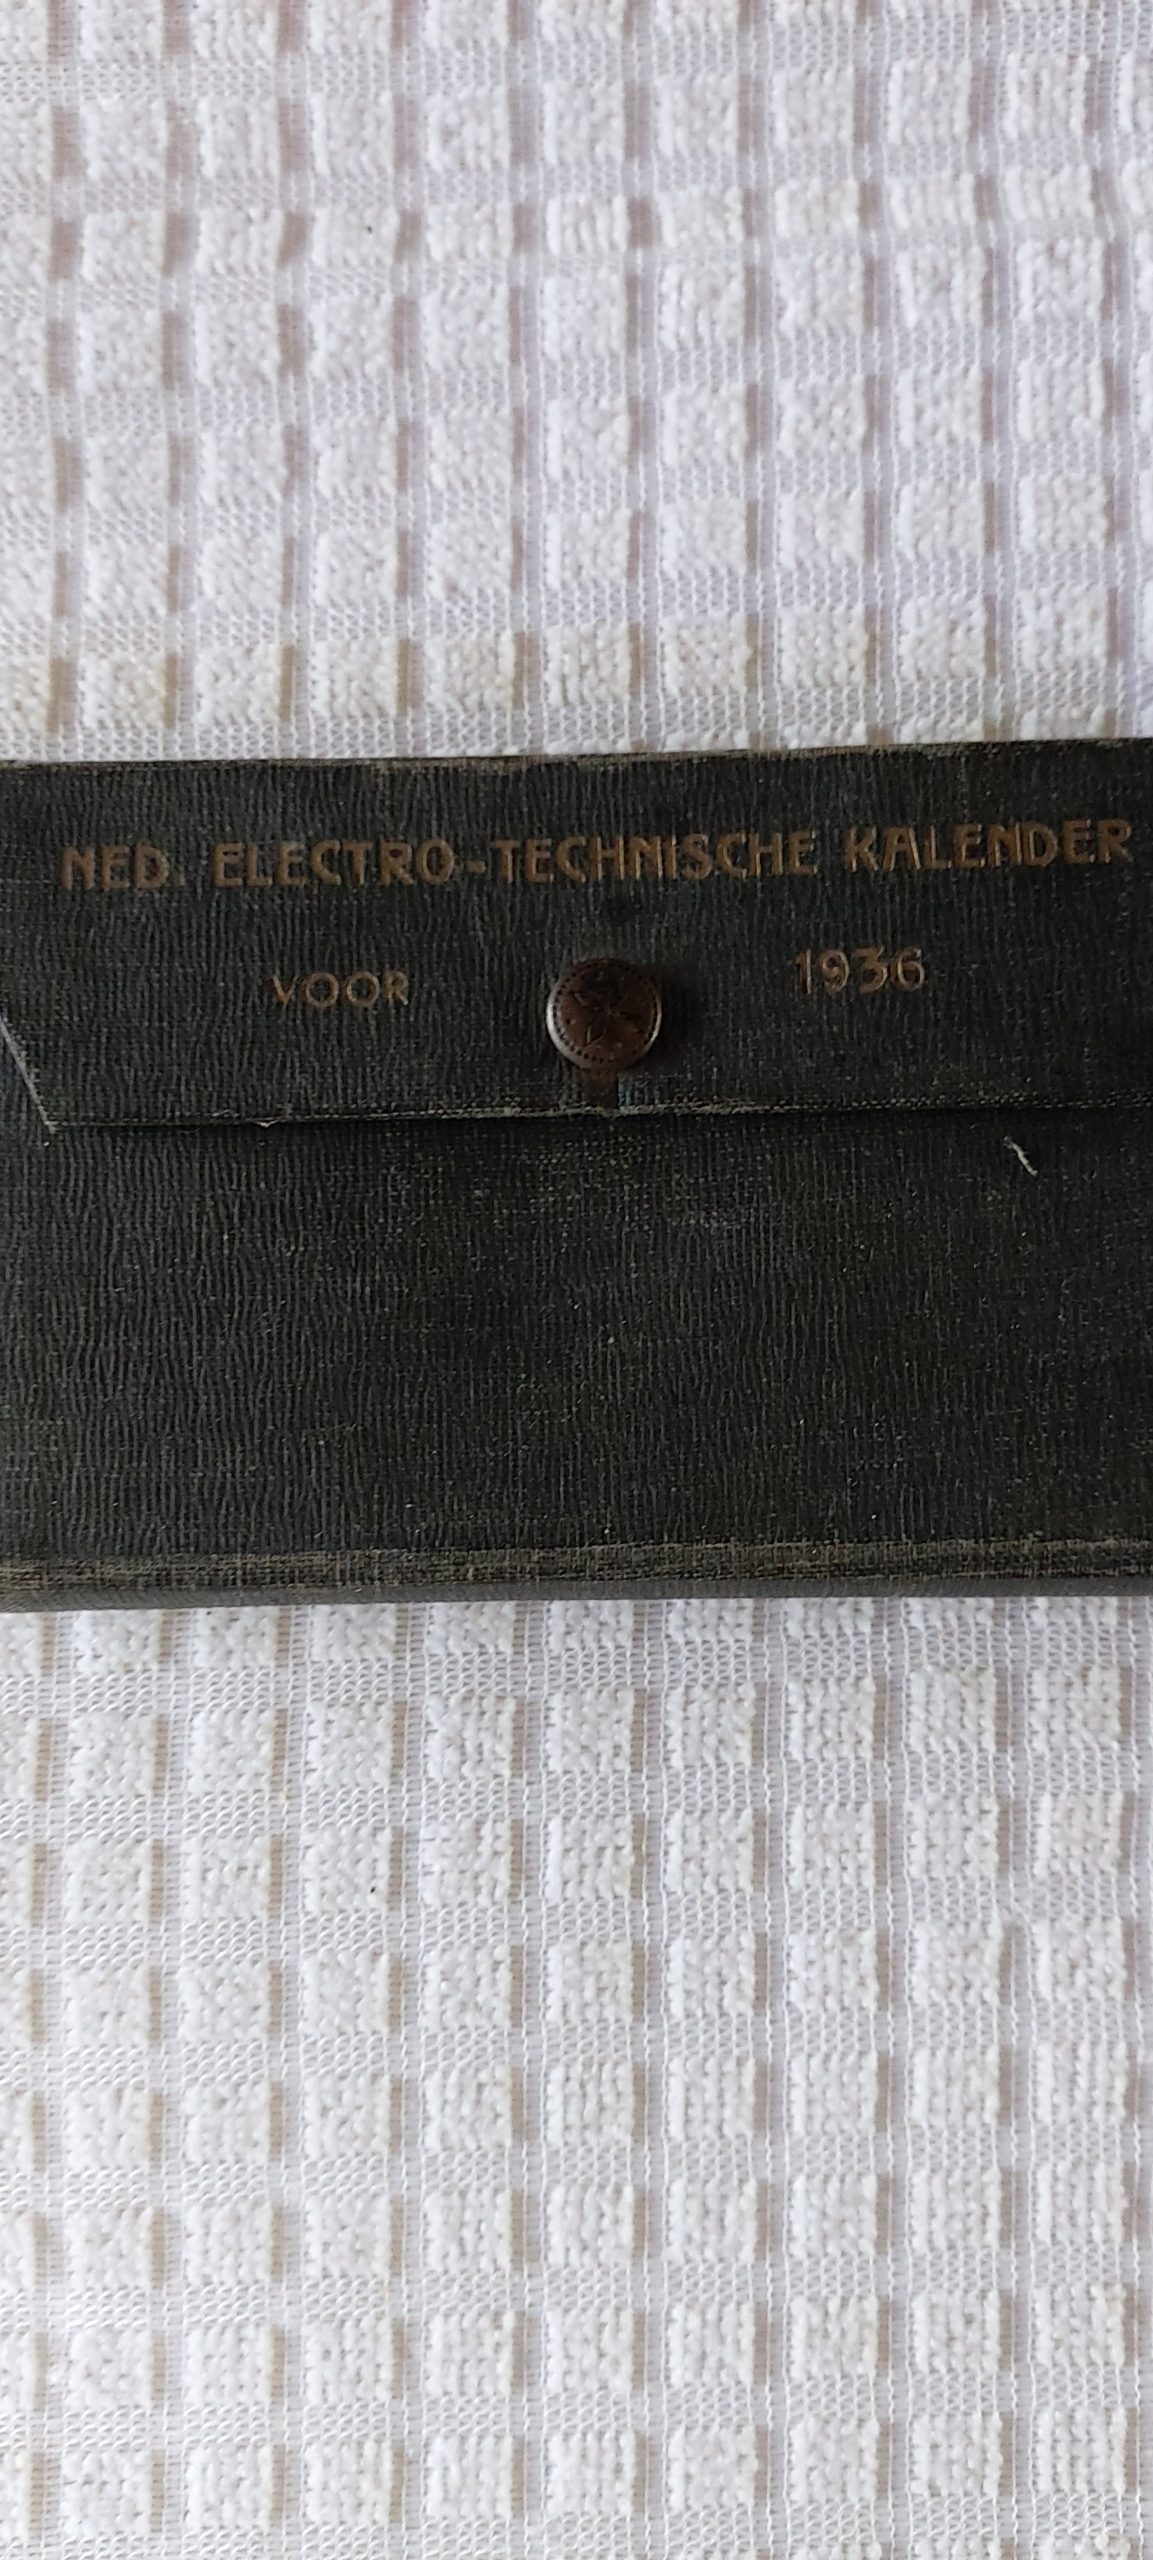 NED. ELECTRO-TECHNISCHE KALENDER
VOOR 1936